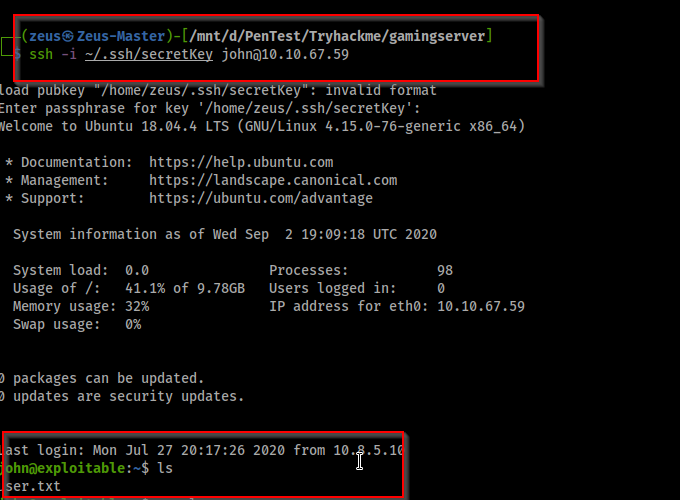 (zeus㉿Zeus-Master)-[/mnt/d/PenTest/Tryhackme/gamingserver]
$ ssh -i ~/.ssh/secretKey john@10.10.67.59
load pubkey "/home/zeus/.ssh/secretKey": invalid format
Enter passphrase for key '/home/zeus/.ssh/secretKey':
Welcome to Ubuntu 18.04.4 LTS (GNU/Linux 4.15.0-76-generic x86_64)
* Documentation: https://help.ubuntu.com
* Management: https://landscape.canonical.com
* Support: https://ubuntu.com/advantage
System information as of Wed Sep 2 19:09:18 UTC 2020
System load: 0.0 Processes: 98
Usage of /: 41.1% of 9.78GB Users logged in: 0
Memory usage: 32% IP address for eth0: 10.10.67.59
Swap usage: 0%
0 packages can be updated.
0 updates are security updates.
Last login: Mon Jul 27 20:17:26 2020 from 10.8.5.10
john@exploitable:~$ ls
ser.txt